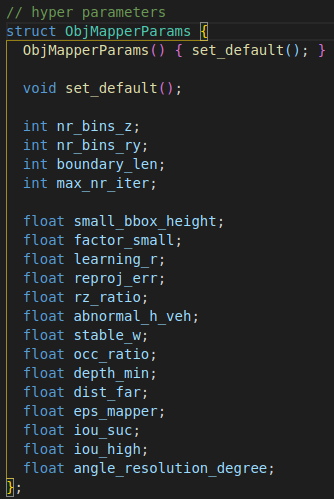 // hyper parameters
struct ObjMapperParams {
  ObjMapperParams() { set_default(); }

  void set_default();

  int nr_bins_z;
  int nr_bins_ry;
  int boundary_len;
  int max_nr_iter;

  float small_bbox_height;
  float factor_small;
  float learning_r;
  float reproj_err;
  float rz_ratio;
  float abnormal_h_veh;
  float stable_w;
  float occ_ratio;
  float depth_min;
  float dist_far;
  float eps_mapper;
  float iou_suc;
  float iou_high;
  float angle_resolution_degree;
};